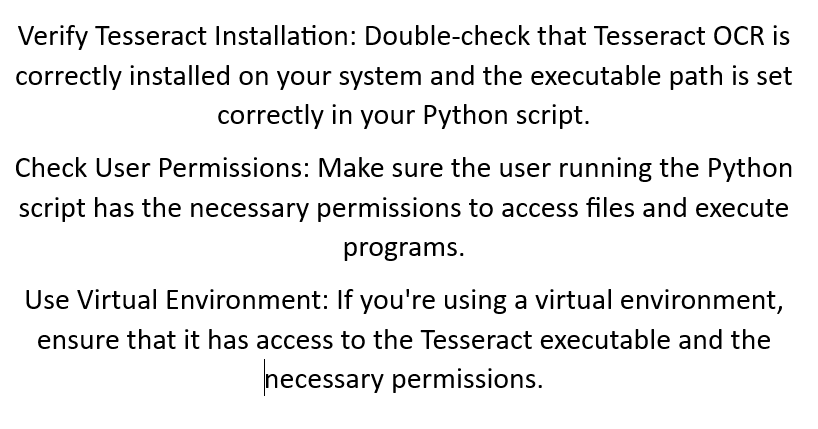 Verify Tesseract Installation: Double-check that Tesseract OCR is
correctly installed on your system and the executable path is set
correctly in your Python script.
Check User Permissions: Make sure the user running the Python
script has the necessary permissions to access files and execute
programs.
Use Virtual Environment: If you're using a virtual environment,
ensure that it has access to the Tesseract executable and the
necessary permissions.